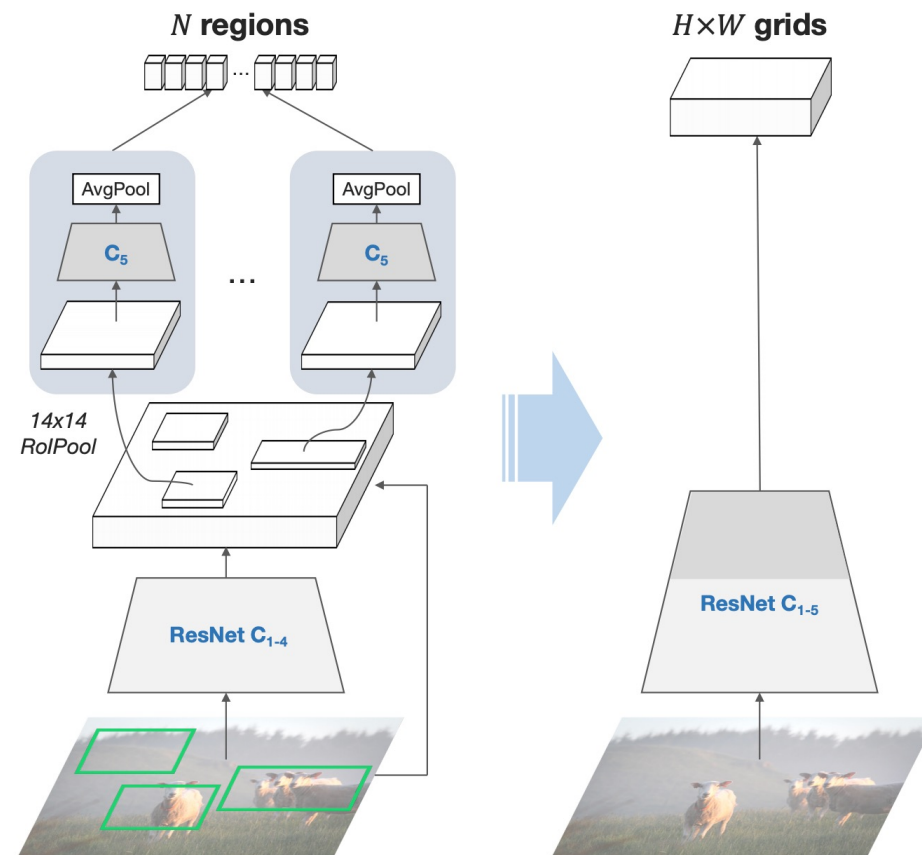 N regions
H×W grids
...
AvgPool
AvgPool
C5
C5
...
14x14
RoIPool
ResNet C1-4
ResNet C1-5